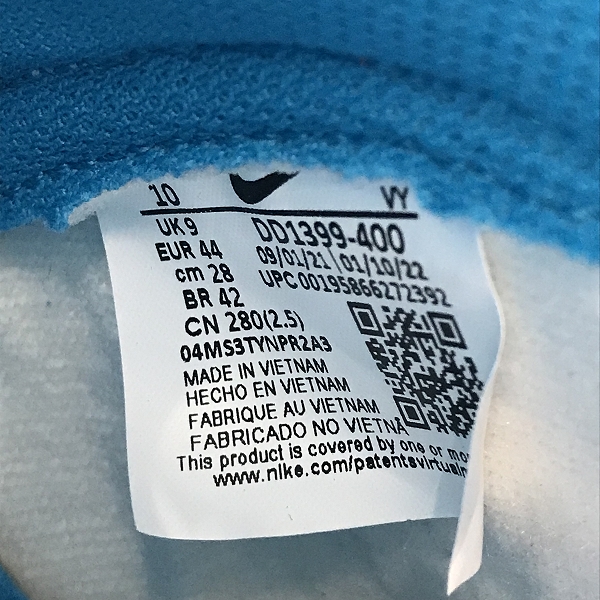 10 VY
UK 9 DD1399-400
EUR 44 09/01/21 | 01/10/22
cm 28 UPC00195866272392
BR 42
CN 280(2.5)
04MS3TYNPR2A3
MADE IN VIETNAM
HECHO EN VIETNAM
FABRIQUE AU VIETNAM
FABRICADO NO VIETNA
This product is covered by one or mo
www.nike.com/patentsvirtualp